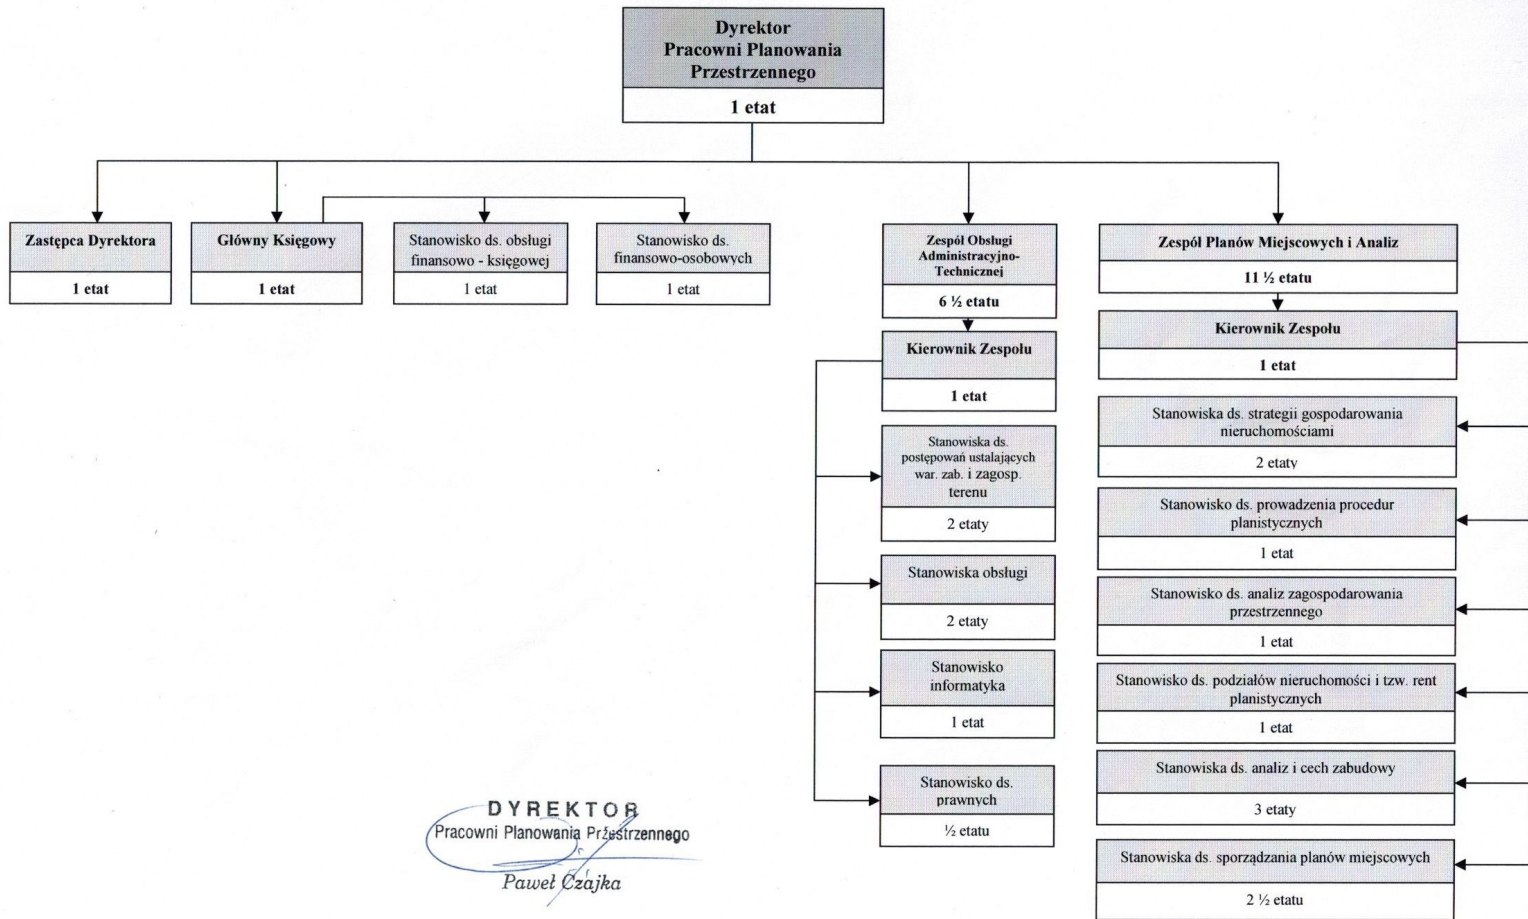 Dyrektor
Pracowni Planowania
Przestrzennego
1 etat
Zastępca Dyrektora
1 etat
Główny Księgowy
1 etat
Stanowisko ds. obsługi
finansowo - księgowej
1 etat
Stanowisko ds.
finansowo-osobowych
1 etat
Zespół Obsługi
Administracyjno-
Technicznej
6 ½ etatu
Kierownik Zespołu
1 etat
Stanowiska ds.
postępowań ustalających
war. zab. i zagosp.
terenu
2 etaty
Stanowiska obsługi
2 etaty
Stanowisko
informatyka
1 etat
Stanowisko ds.
prawnych
½ etatu
Zespół Planów Miejscowych i Analiz
11 ½ etatu
Kierownik Zespołu
1 etat
Stanowiska ds. strategii gospodarowania
nieruchomościami
2 etaty
Stanowisko ds. prowadzenia procedur
planistycznych
1 etat
Stanowisko ds. analiz zagospodarowania
przestrzennego
1 etat
Stanowisko ds. podziałów nieruchomości i tzw. rent
planistycznych
1 etat
Stanowiska ds. analiz i cech zabudowy
3 etaty
Stanowiska ds. sporządzania planów miejscowych
2 ½ etatu
DYREKTOR
Pracowni Planowania Przestrzennego
Paweł Czajka